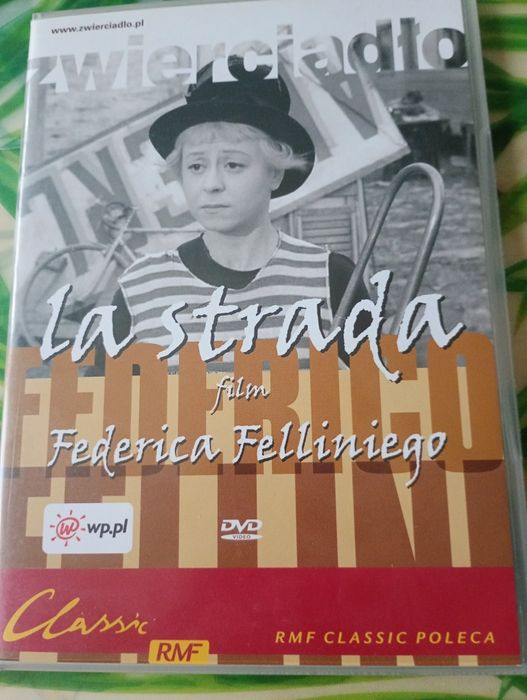 www.zwierciadlo.pl
zwierciadło
la strada
film
FEDERICO
Federica Felliniego
FELLINI
w wp.pl
DVD
VIDEO
Classic
RMF
RMF CLASSIC POLECA